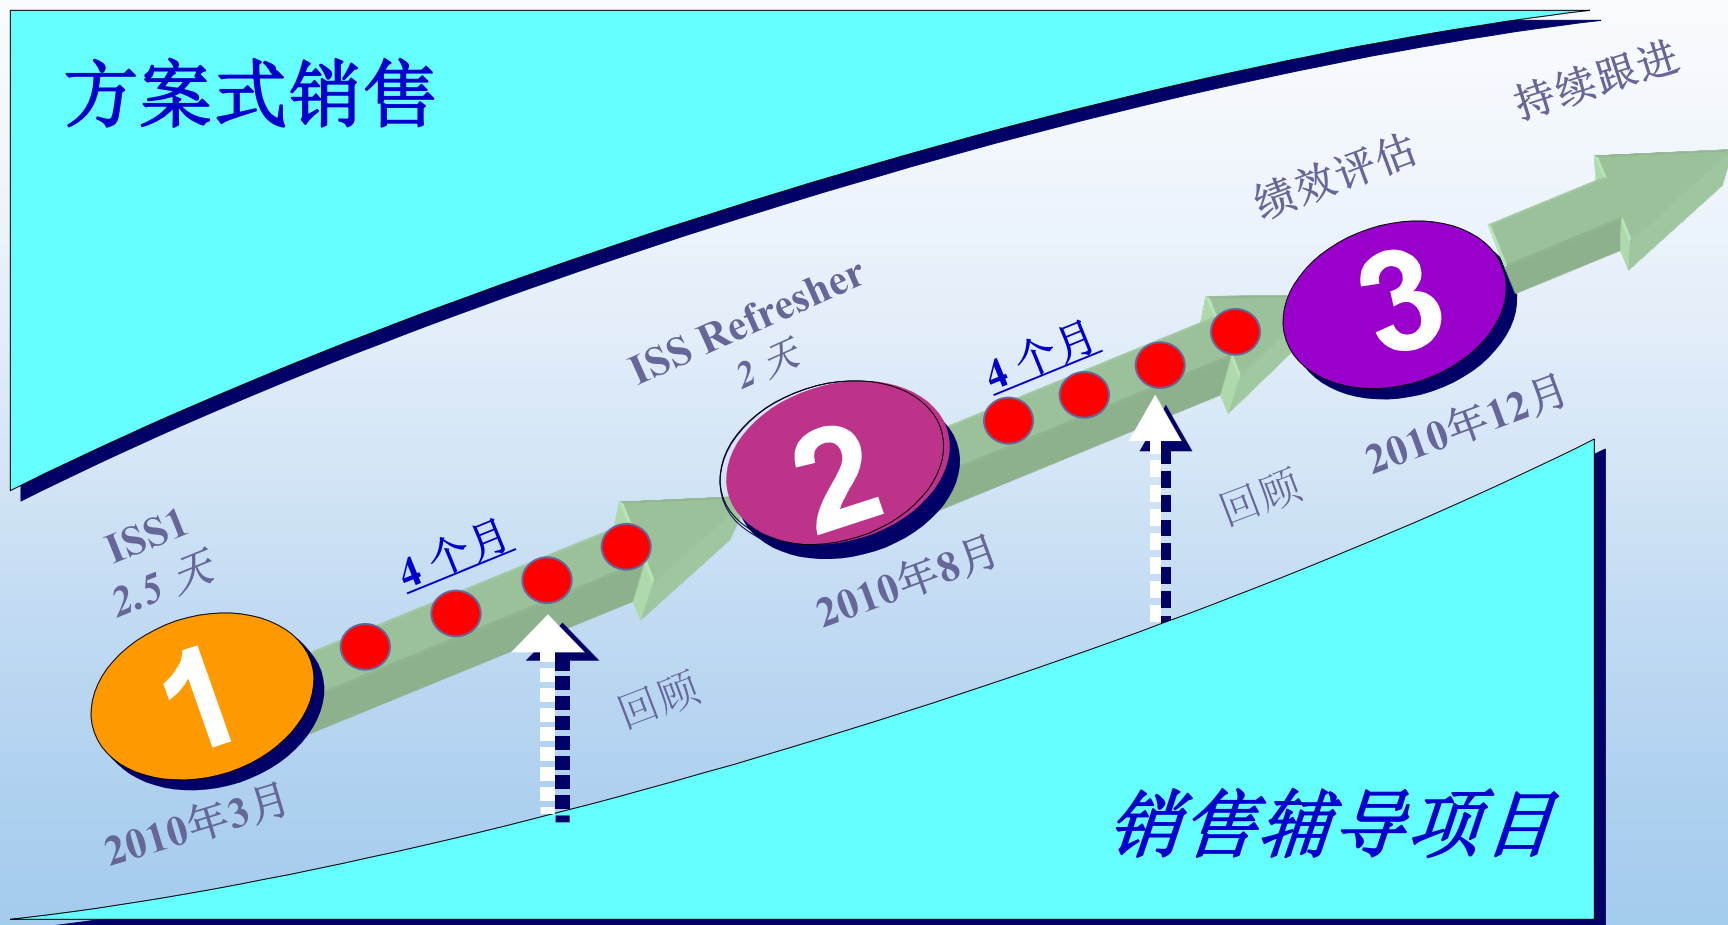 方案式销售
持续跟进
绩效评估
3
2010年12月
ISS Refresher
2 天
4 个月
2
2010年8月
回顾
ISS1
2.5 天
4 个月
1
2010年3月
回顾
销售辅导项目